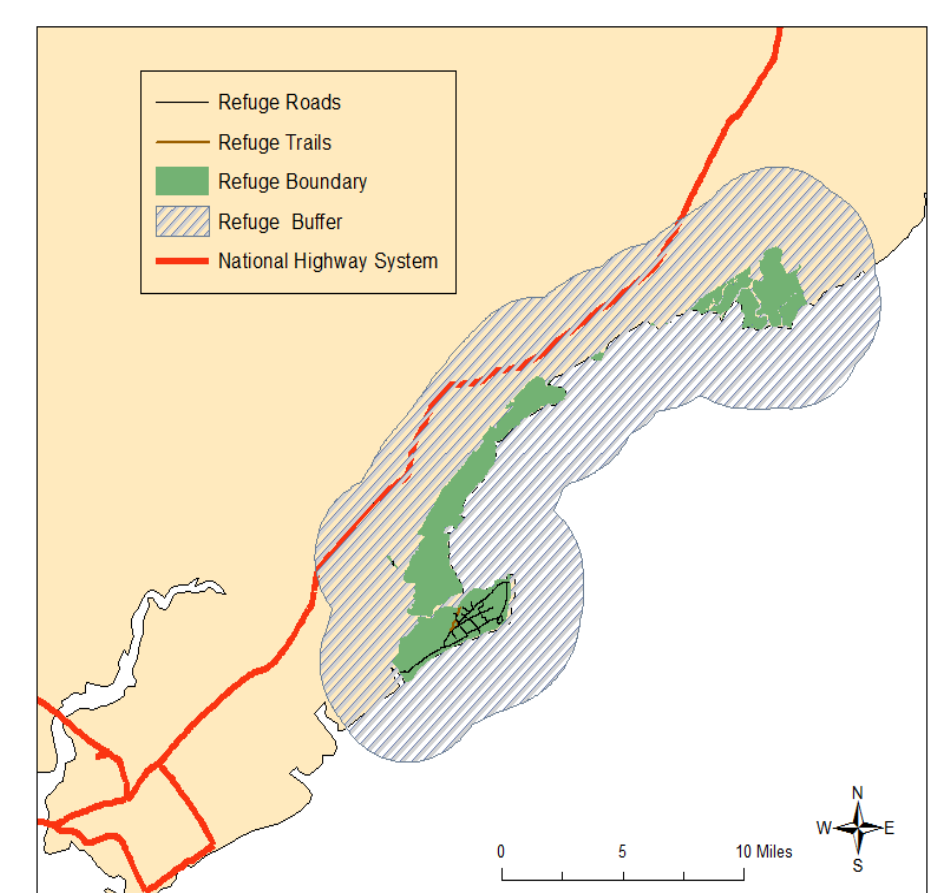 Refuge Roads
Refuge Trails
Refuge Boundary
Refuge Buffer
National Highway System
N
W E
S
0 5 10 Miles